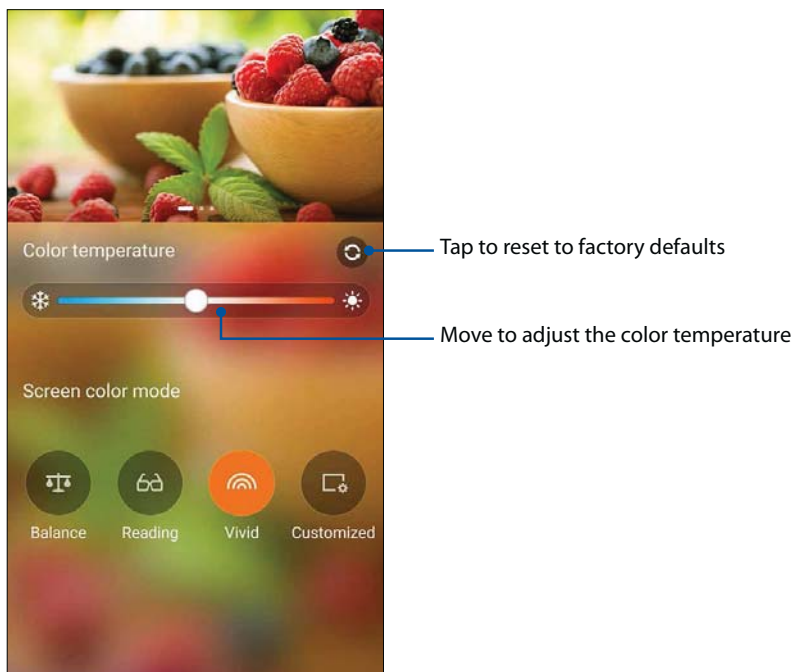 Color temperature
Tap to reset to factory defaults
Move to adjust the color temperature
Screen color mode
Balance Reading Vivid Customized